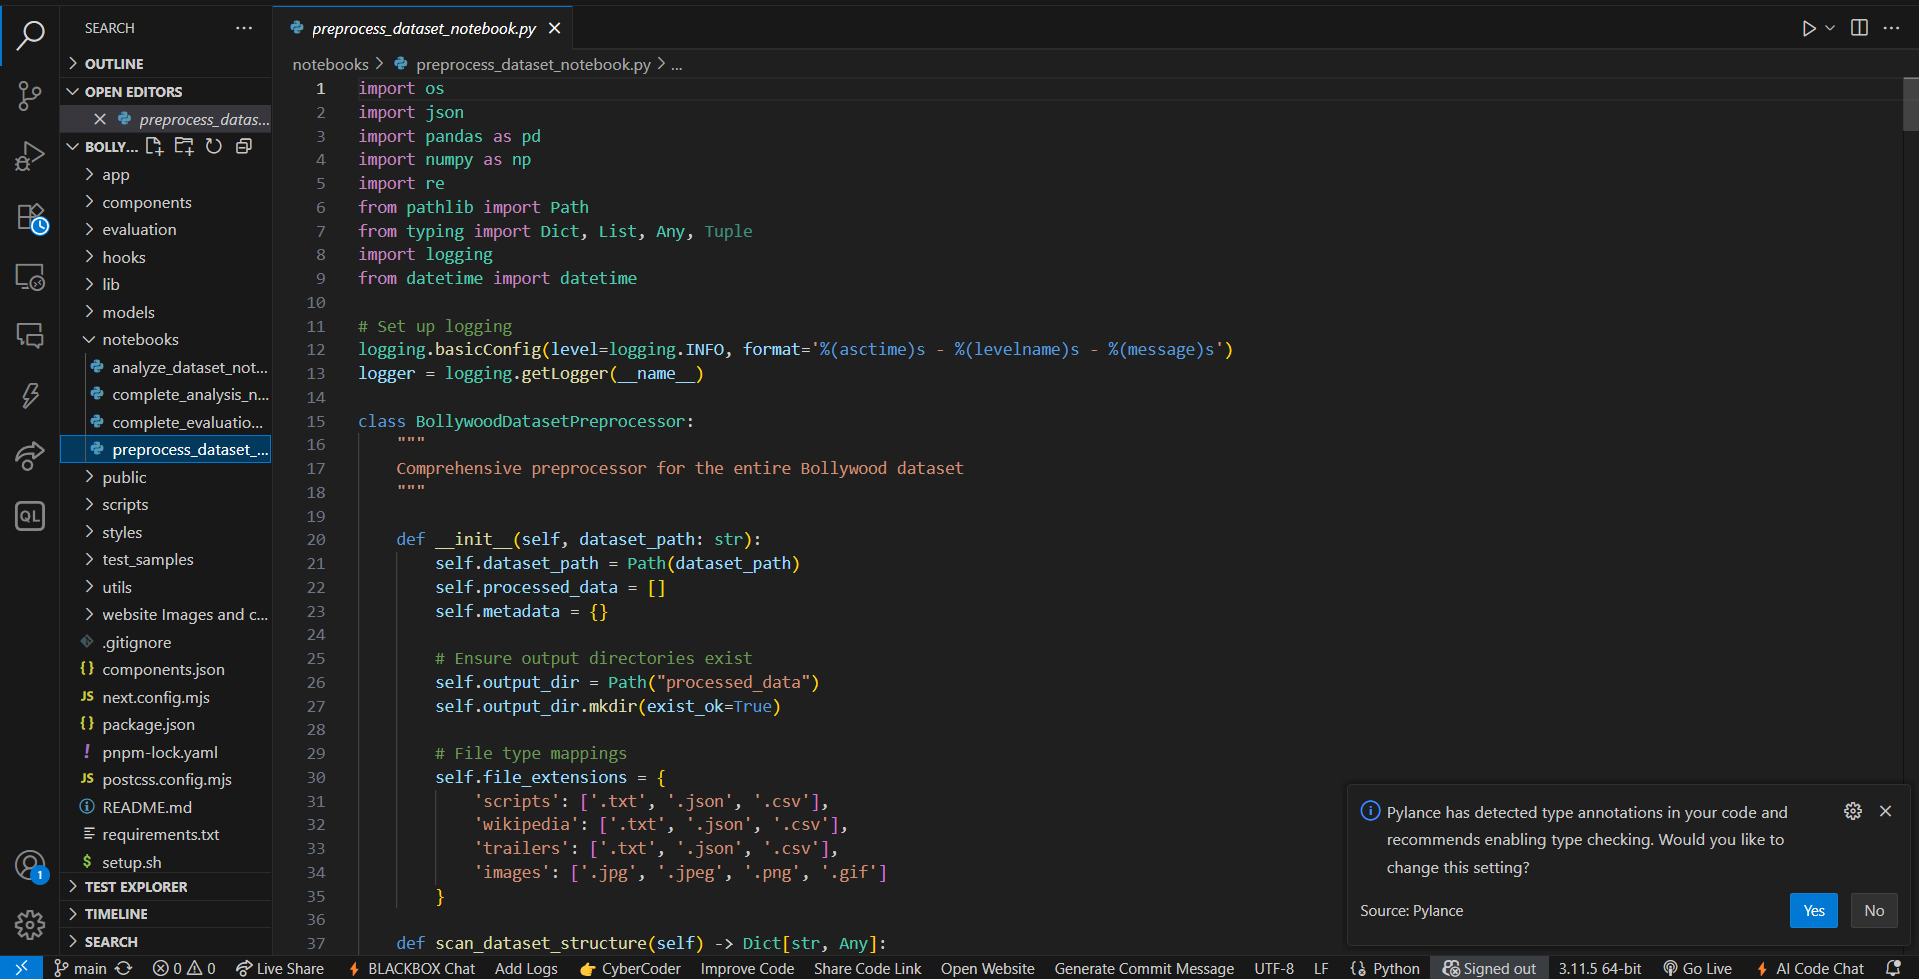 SEARCH
OUTLINE
OPEN EDITORS
preprocess_datas...
BOLLY...
app
components
evaluation
hooks
lib
models
notebooks
analyze_dataset_not...
complete_analysis_n...
complete_evaluatio...
preprocess_dataset_...
public
scripts
styles
test_samples
utils
website Images and c...
.gitignore
{} components.json
JS next.config.mjs
{} package.json
! pnpm-lock.yaml
JS postcss.config.mjs
README.md
requirements.txt
$ setup.sh
TEST EXPLORER
TIMELINE
SEARCH
QL
1
preprocess_dataset_notebook.py
notebooks > preprocess_dataset_notebook.py > ...
1 import os
2 import json
3 import pandas as pd
4 import numpy as np
5 import re
6 from pathlib import Path
7 from typing import Dict, List, Any, Tuple
8 import logging
9 from datetime import datetime
10
11 # Set up logging
12 logging.basicConfig(level=logging.INFO, format='%(asctime)s - %(levelname)s - %(message)s')
13 logger = logging.getLogger(__name__)
14
15 class BollywoodDatasetPreprocessor:
16     """
17     Comprehensive preprocessor for the entire Bollywood dataset
18     """
19
20     def __init__(self, dataset_path: str):
21         self.dataset_path = Path(dataset_path)
22         self.processed_data = []
23         self.metadata = {}
24
25         # Ensure output directories exist
26         self.output_dir = Path("processed_data")
27         self.output_dir.mkdir(exist_ok=True)
28
29         # File type mappings
30         self.file_extensions = {
31             'scripts': ['.txt', '.json', '.csv'],
32             'wikipedia': ['.txt', '.json', '.csv'],
33             'trailers': ['.txt', '.json', '.csv'],
34             'images': ['.jpg', '.jpeg', '.png', '.gif']
35         }
36
37     def scan_dataset_structure(self) -> Dict[str, Any]:
Pylance has detected type annotations in your code and
recommends enabling type checking. Would you like to
change this setting?
Source: Pylance
Yes
No
main 0 0 Live Share BLACKBOX Chat Add Logs CyberCoder Improve Code Share Code Link Open Website Generate Commit Message UTF-8 LF {} Python Signed out 3.11.5 64-bit Go Live AI Code Chat